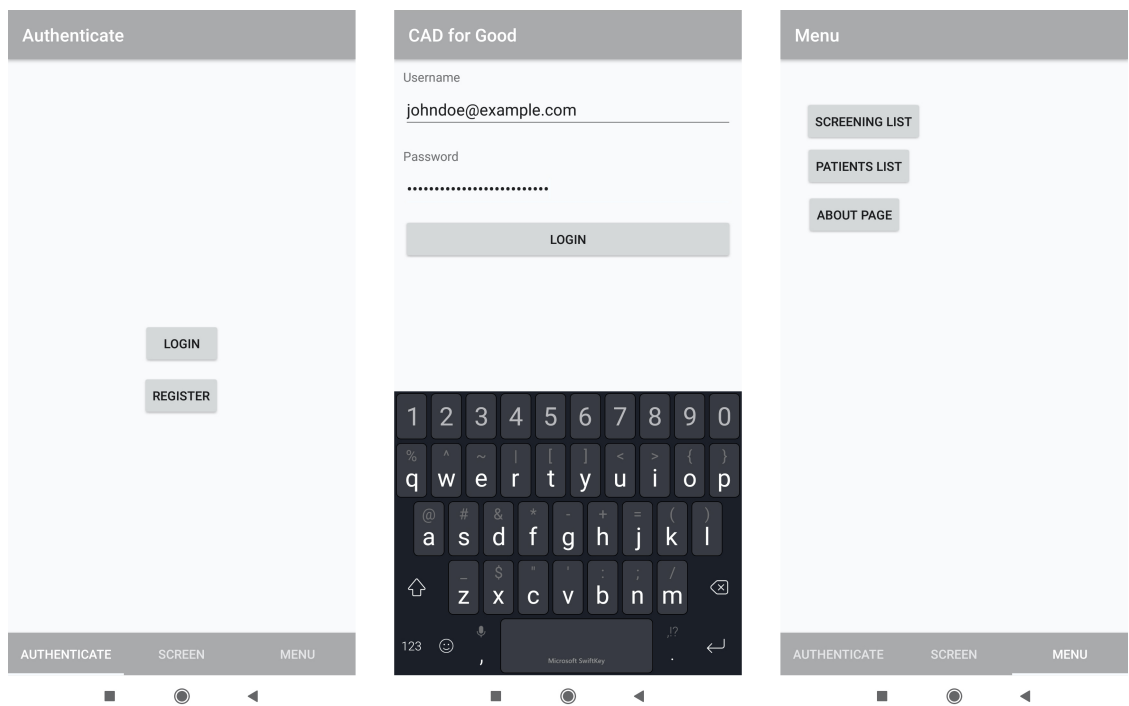 Authenticate
LOGIN
REGISTER
AUTHENTICATE SCREEN MENU
CAD for Good
Username
johndoe@example.com
Password
••••••••••••••••••••••••••
LOGIN
1 2 3 4 5 6 7 8 9 0
% ^ ~ | [ ] < > { }
q w e r t y u i o p
@ # & * - + = ( )
a s d f g h j k l
_ $ " ' : ; /
z x c v b n m
123 , Microsoft SwiftKey ,!? .
Menu
SCREENING LIST
PATIENTS LIST
ABOUT PAGE
AUTHENTICATE SCREEN MENU